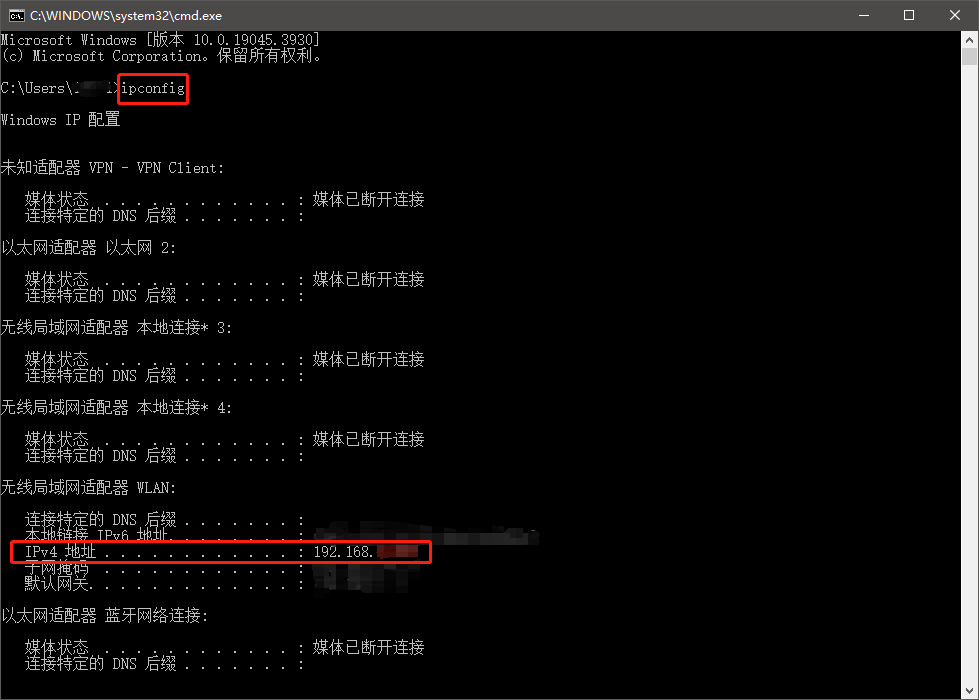 C:\WINDOWS\system32\cmd.exe
Microsoft Windows [版本 10.0.19045.3930]
(c) Microsoft Corporation。保留所有权利。
C:\Users\ >ipconfig
Windows IP 配置
未知适配器 VPN - VPN Client:
媒体状态 . . . . . . . . . . . . : 媒体已断开连接
连接特定的 DNS 后缀 . . . . . . . :
以太网适配器 以太网 2:
媒体状态 . . . . . . . . . . . . : 媒体已断开连接
连接特定的 DNS 后缀 . . . . . . . :
无线局域网适配器 本地连接* 3:
媒体状态 . . . . . . . . . . . . : 媒体已断开连接
连接特定的 DNS 后缀 . . . . . . . :
无线局域网适配器 本地连接* 4:
媒体状态 . . . . . . . . . . . . : 媒体已断开连接
连接特定的 DNS 后缀 . . . . . . . :
无线局域网适配器 WLAN:
连接特定的 DNS 后缀 . . . . . . . :
本地链接 IPv6 地址. . . . . . . . :
IPv4 地址 . . . . . . . . . . . . : 192.168.
子网掩码 . . . . . . . . . . . . :
默认网关. . . . . . . . . . . . . :
以太网适配器 蓝牙网络连接:
媒体状态 . . . . . . . . . . . . : 媒体已断开连接
连接特定的 DNS 后缀 . . . . . . . :